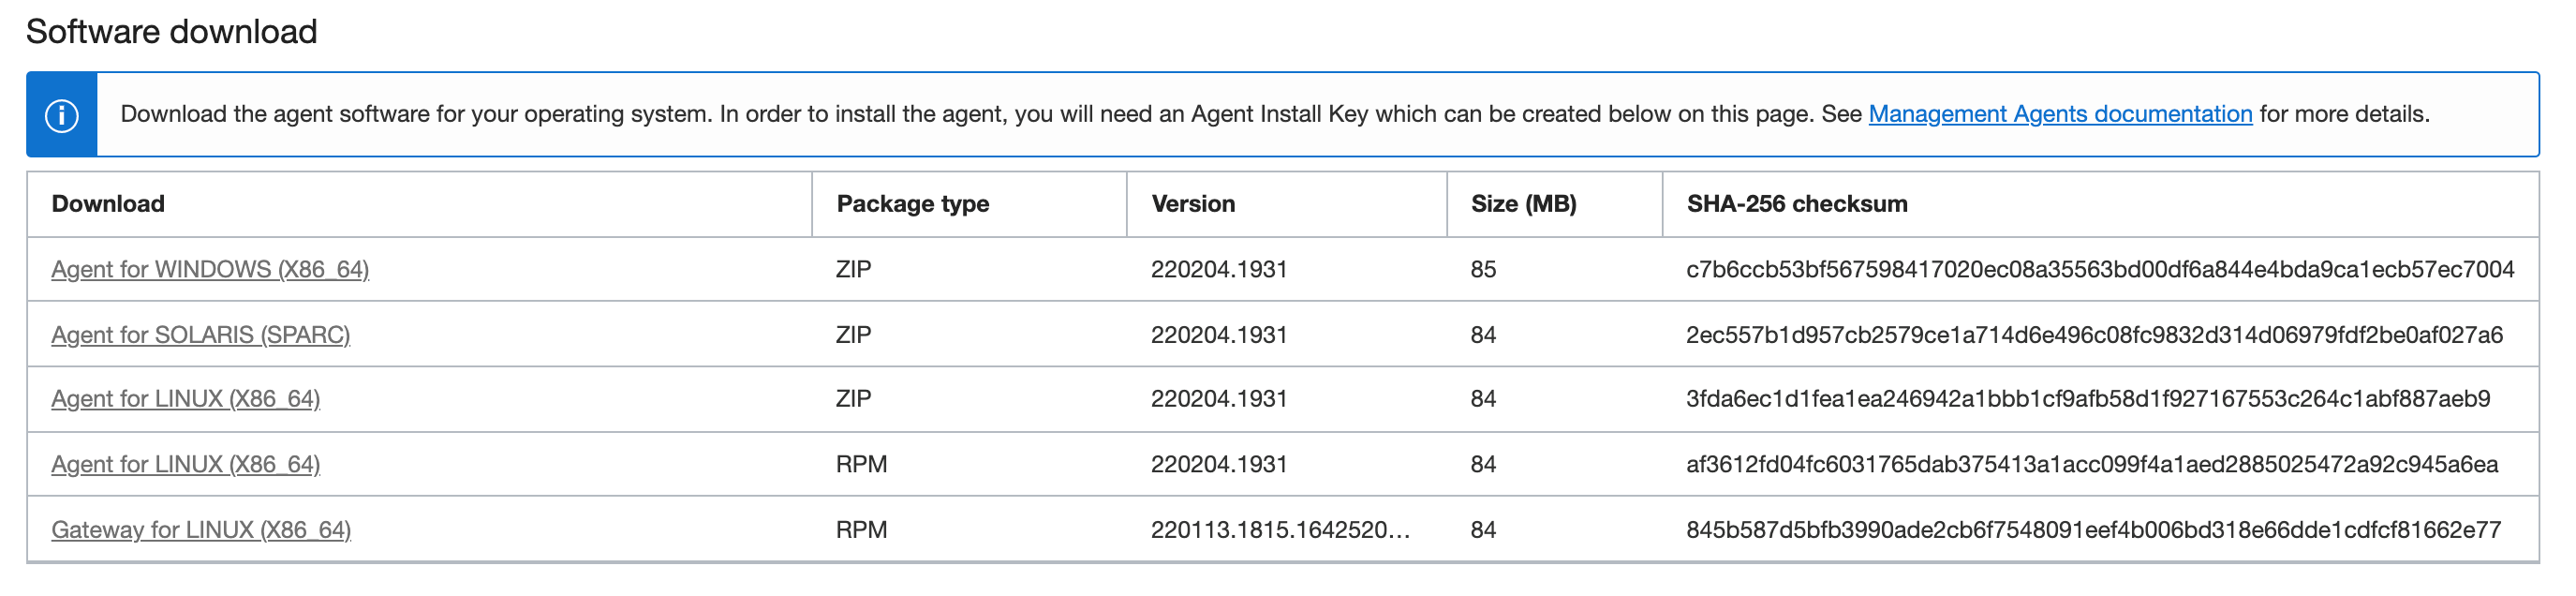 Software download
Download the agent software for your operating system. In order to install the agent, you will need an Agent Install Key which can be created below on this page. See Management Agents documentation for more details.
Download Package type Version Size (MB) SHA-256 checksum
Agent for WINDOWS (X86_64) ZIP 220204.1931 85 c7b6ccb53bf567598417020ec08a35563bd00df6a844e4bda9ca1ecb57ec7004
Agent for SOLARIS (SPARC) ZIP 220204.1931 84 2ec557b1d957cb2579ce1a714d6e496c08fc9832d314d06979fdf2be0af027a6
Agent for LINUX (X86_64) ZIP 220204.1931 84 3fda6ec1d1fea1ea246942a1bbb1cf9afb58d1f927167553c264c1abf887aeb9
Agent for LINUX (X86_64) RPM 220204.1931 84 af3612fd04fc6031765dab375413a1acc099f4a1aed2885025472a92c945a6ea
Gateway for LINUX (X86_64) RPM 220113.1815.1642520... 84 845b587d5bfb3990ade2cb6f7548091eef4b006bd318e66dde1cdfcf81662e77